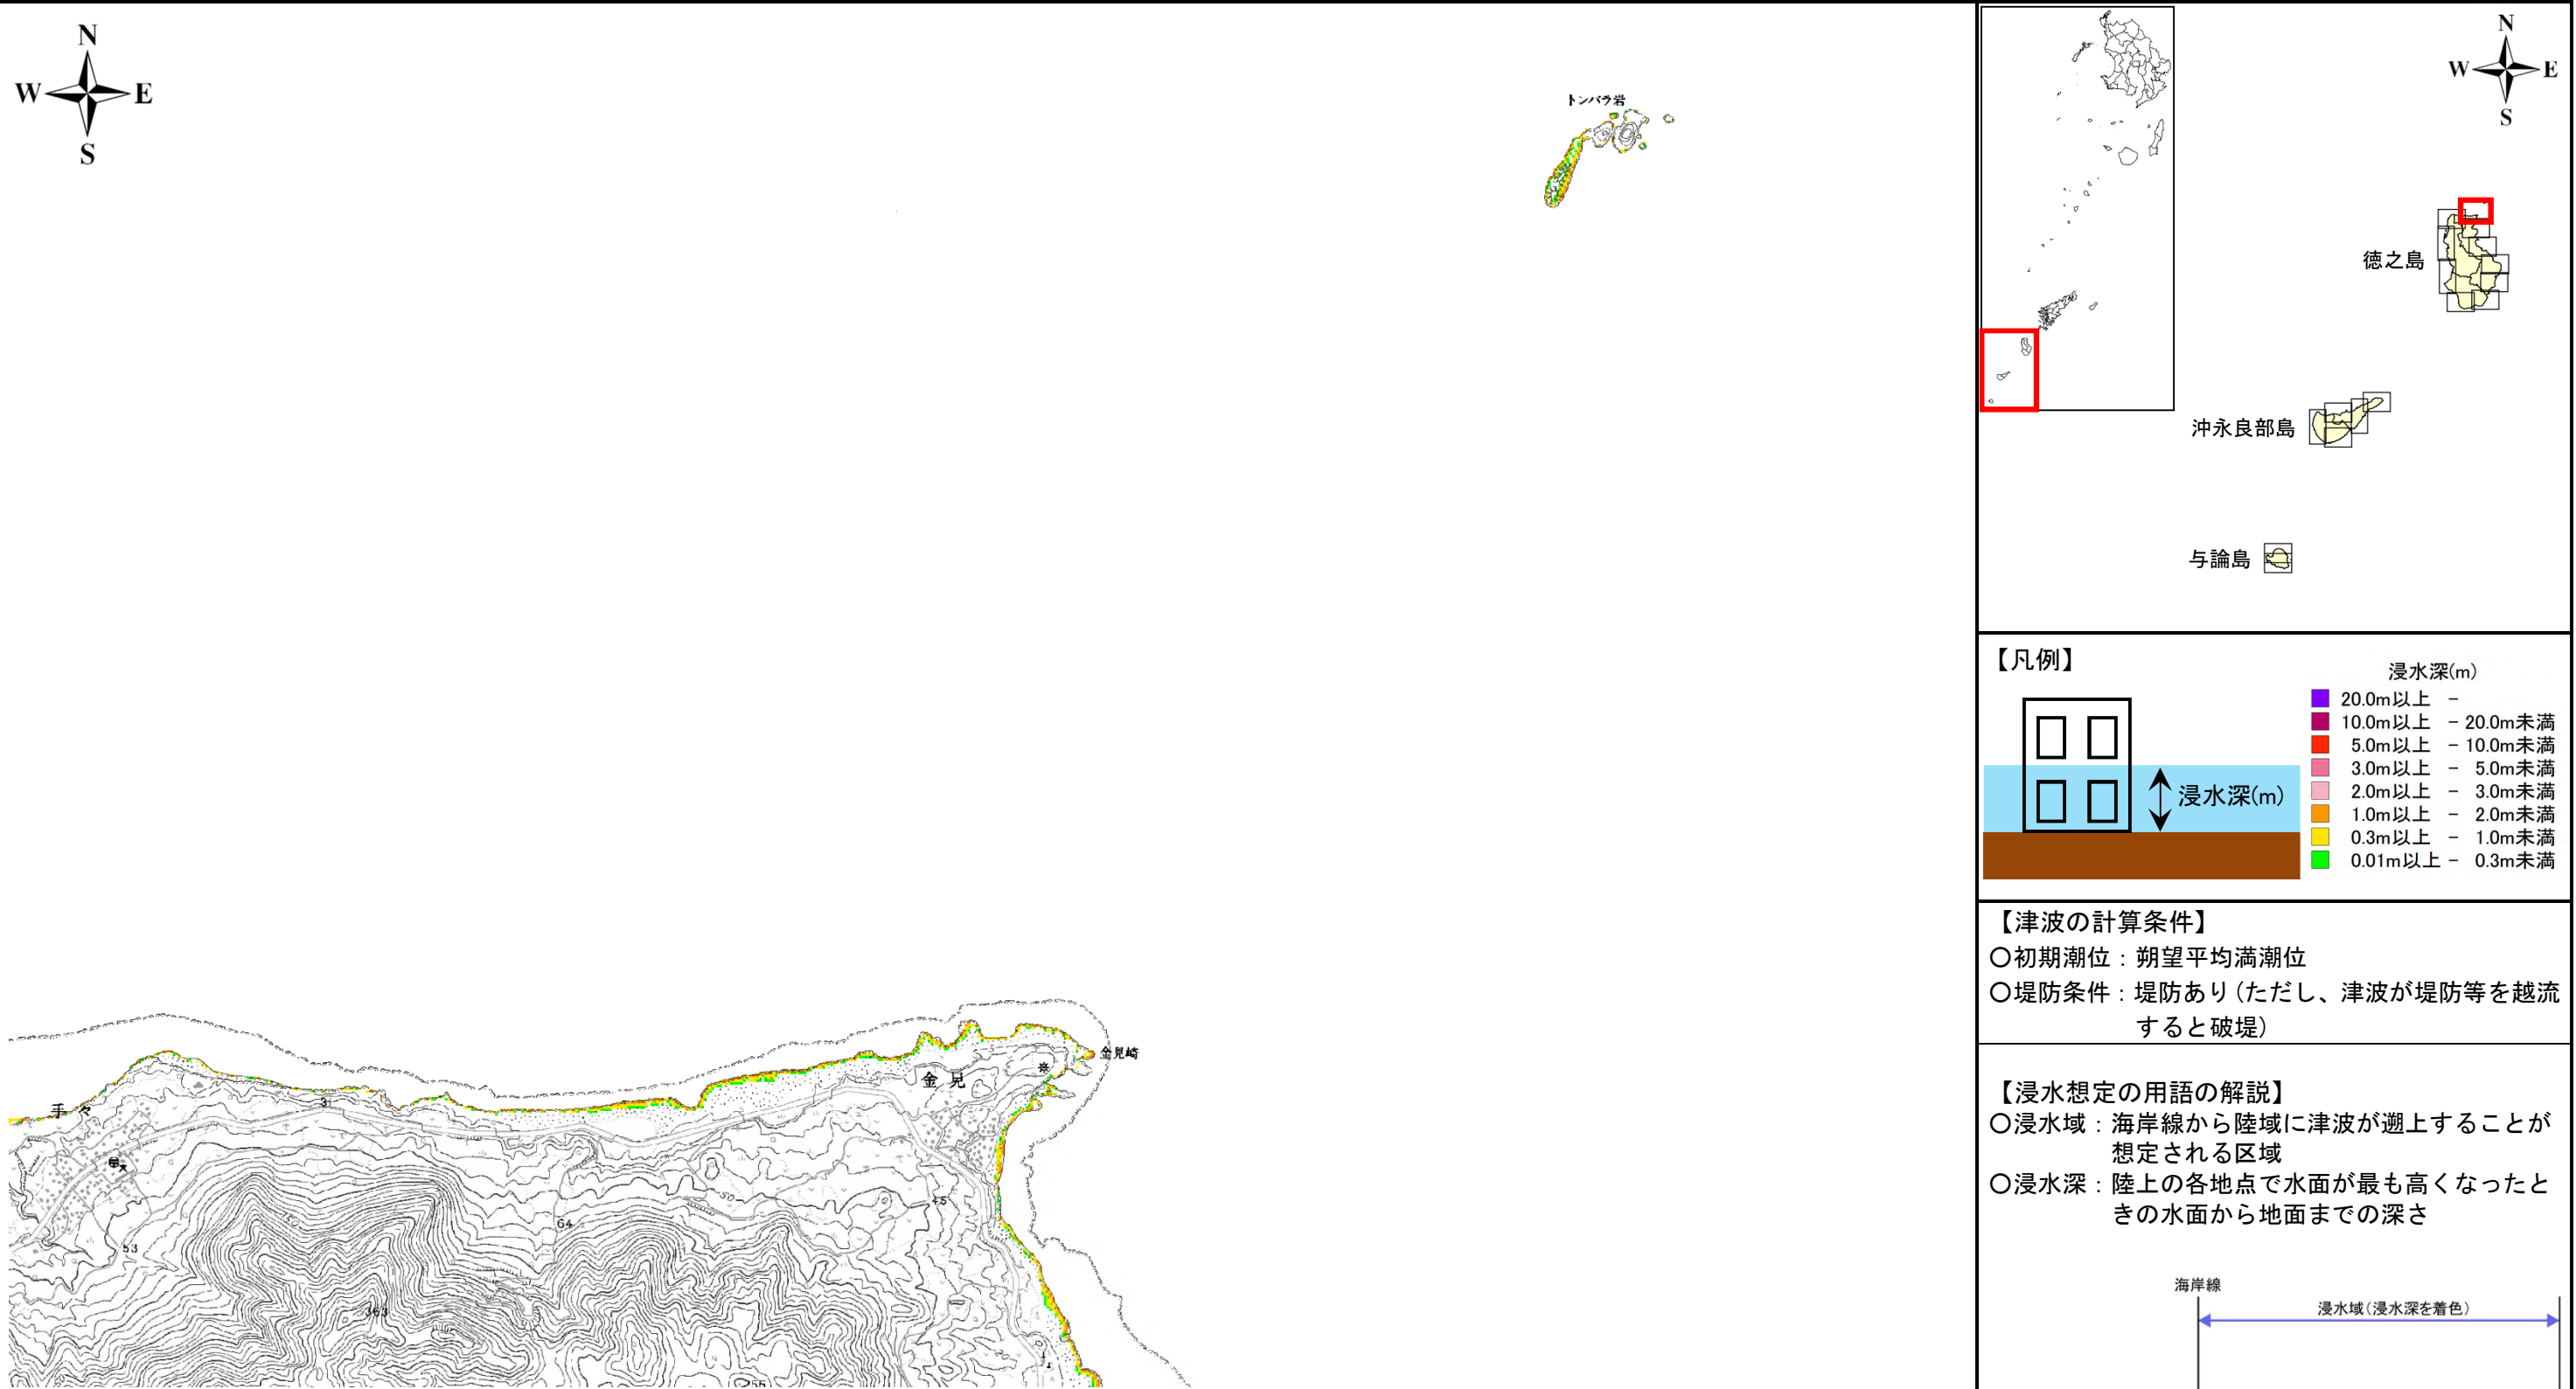 N
W E
S
トンバラ岩
金見崎
金見
手々
3
50
45
64
53
363
N
W E
S
徳之島
沖永良部島
与論島
【凡例】
浸水深(m)
浸水深(m)
20.0m以上 -
10.0m以上 - 20.0m未満
5.0m以上 - 10.0m未満
3.0m以上 - 5.0m未満
2.0m以上 - 3.0m未満
1.0m以上 - 2.0m未満
0.3m以上 - 1.0m未満
0.01m以上 - 0.3m未満
【津波の計算条件】
〇初期潮位：朔望平均満潮位
〇堤防条件：堤防あり（ただし、津波が堤防等を越流
すると破堤）
【浸水想定の用語の解説】
〇浸水域：海岸線から陸域に津波が遡上することが
想定される区域
〇浸水深：陸上の各地点で水面が最も高くなったと
きの水面から地面までの深さ
海岸線
浸水域（浸水深を着色）